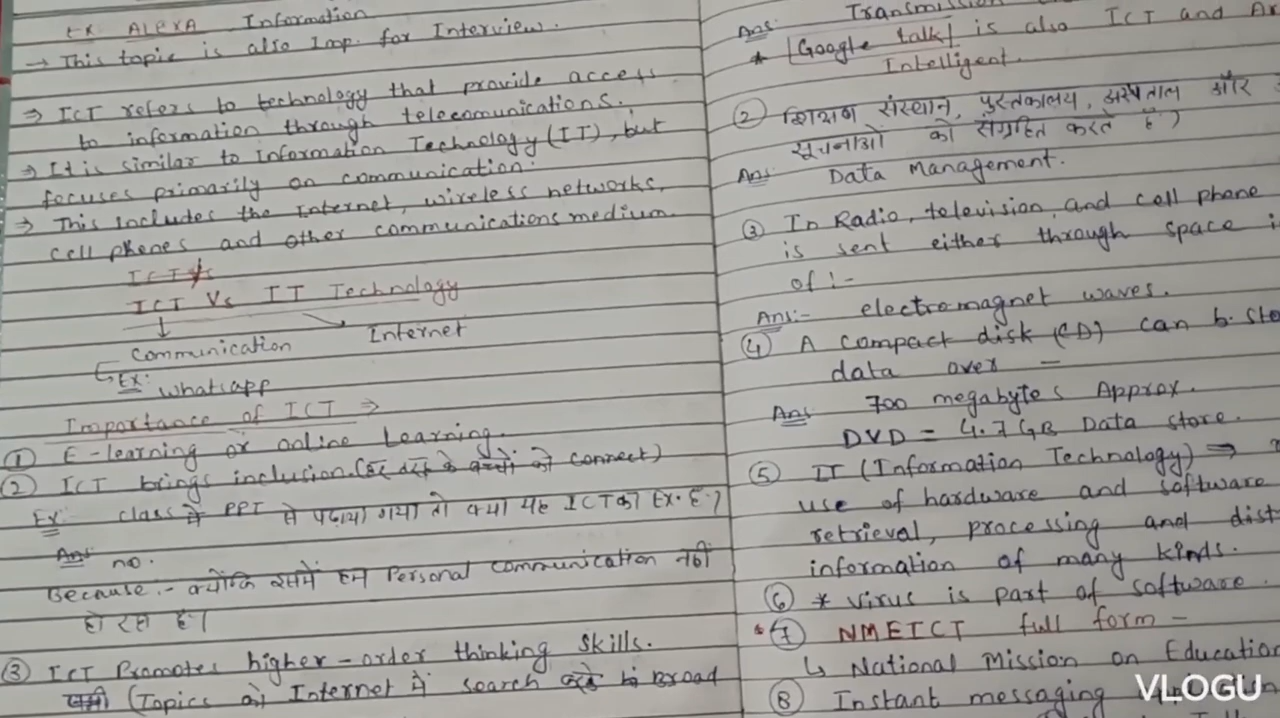 Ex. ALEXA Information
→ This topic is also Imp. for Interview.
⇒ ICT refers to technology that provide access
to information through telecomunications.
⇒ It is similar to Information Technology (IT), but
focuses primarily on communication.
⇒ This includes the Internet, wireless networks,
cell phones and other communications medium.
ICT
ICT Vs IT Technology
Communication Internet
Ex: whatsapp
Importance of ICT ⇒
① E-learning or online Learning.
② ICT brings inclusion के बच्चों को connect)
Ex:- class में PPT से पढ़ाया गया तो क्या यह ICT का Ex. है।
Ans: no.
Because:- क्योंकि इसमें हम Personal communication नहीं
हो रहा है।
③ ICT Promotes higher-order thinking skills.
(Topics को Internet में search Broad
Ans: Transmission
* [Google talk] is also ICT and
Intelligent.
② शिक्षण संस्थान, पुस्तकालय, अस्पताल और
सूचनाओं को संग्रहित करते है)
Ans: Data Management.
③ In Radio, television, and cell phone
is sent either through space
of :-
Ans:- electromagnet waves.
④ A compact disk (CD) can b
data over —
Ans 700 megabytes Approx.
DVD = 4.7 GB Data store.
⑤ IT (Information Technology) ⇒
use of hardware and software
retrieval, processing and
information of many kinds.
⑥ * virus is part of software.
* ⑦ NMEICT full form -
↳ National Mission on Education
⑧ Instant messaging
VLOGU